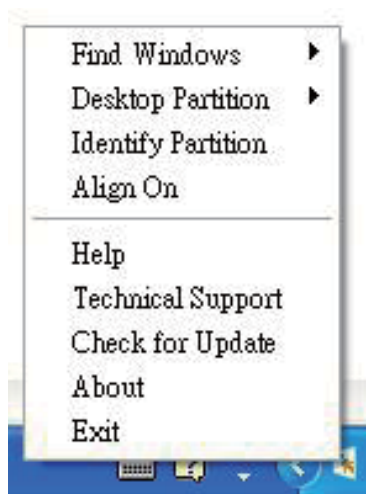 Find Windows
Desktop Partition
Identify Partition
Align On
Help
Technical Support
Check for Update
About
Exit